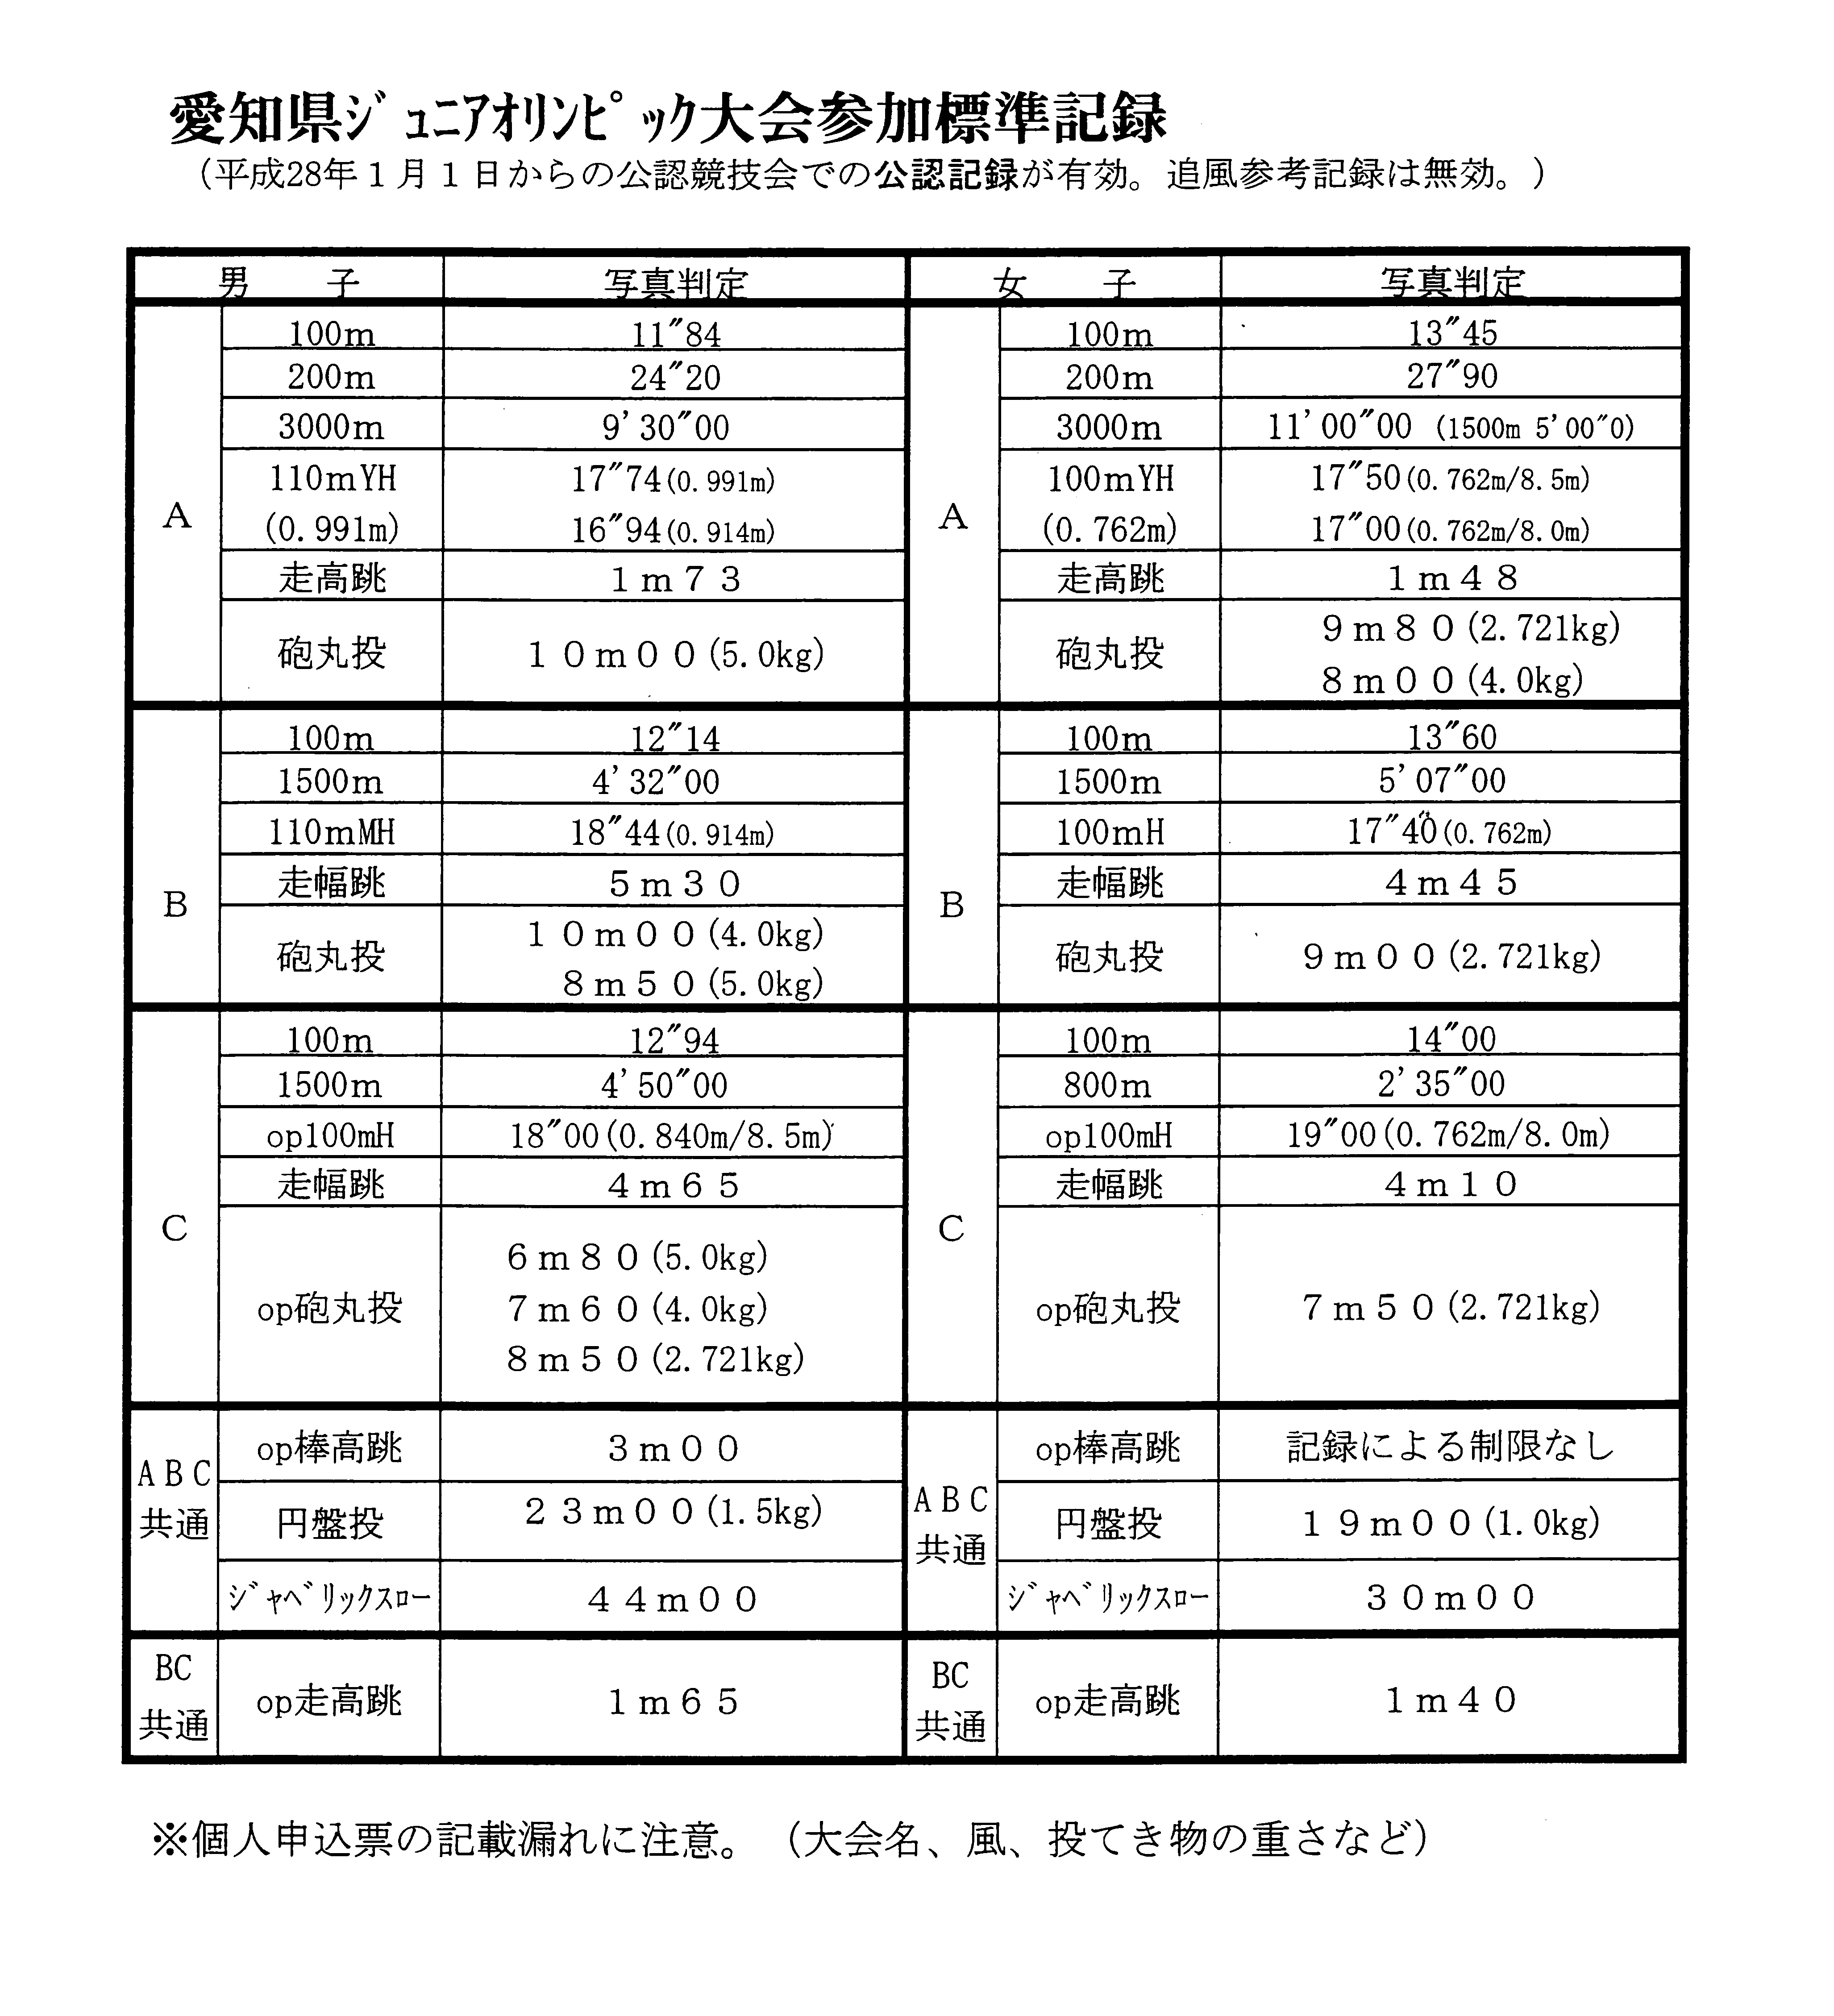 愛知県ｼﾞｭﾆｱｵﾘﾝﾋﾟｯｸ大会参加標準記録
（平成28年１月１日からの公認競技会での公認記録が有効。追風参考記録は無効。）
男　子 写真判定 女　子 写真判定
A
100m 11″84
200m 24″20
3000m 9’30″00
110mYH 17″74(0.991m)
(0.991m) 16″94(0.914m)
走高跳 １ｍ７３
砲丸投 １０ｍ００(5.0kg)
A
100m 13″45
200m 27″90
3000m 11’00″00 (1500m 5’00″0)
100mYH 17″50(0.762m/8.5m)
(0.762m) 17″00(0.762m/8.0m)
走高跳 １ｍ４８
砲丸投 ９ｍ８０(2.721kg)
８ｍ００(4.0kg)
B
100m 12″14
1500m 4’32″00
110mMH 18″44(0.914m)
走幅跳 ５ｍ３０
砲丸投 １０ｍ００(4.0kg)
８ｍ５０(5.0kg)
B
100m 13″60
1500m 5’07″00
100mH 17″40(0.762m)
走幅跳 ４ｍ４５
砲丸投 ９ｍ００(2.721kg)
C
100m 12″94
1500m 4’50″00
op100mH 18″00(0.840m/8.5m)
走幅跳 ４ｍ６５
op砲丸投 ６ｍ８０(5.0kg)
７ｍ６０(4.0kg)
８ｍ５０(2.721kg)
C
100m 14″00
800m 2’35″00
op100mH 19″00(0.762m/8.0m)
走幅跳 ４ｍ１０
op砲丸投 ７ｍ５０(2.721kg)
ＡＢＣ
共通
op棒高跳 ３ｍ００
円盤投 ２３ｍ００(1.5kg)
ｼﾞｬﾍﾞﾘｯｸｽﾛｰ ４４ｍ００
ＡＢＣ
共通
op棒高跳 記録による制限なし
円盤投 １９ｍ００(1.0kg)
ｼﾞｬﾍﾞﾘｯｸｽﾛｰ ３０ｍ００
BC
共通
op走高跳 １ｍ６５
BC
共通
op走高跳 １ｍ４０
※個人申込票の記載漏れに注意。（大会名、風、投てき物の重さなど）